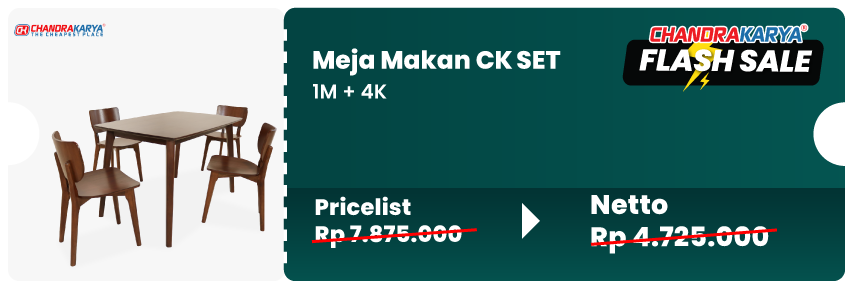 CHANDRAKARYA®
THE CHEAPEST PLACE
Meja Makan CK SET
1M + 4K
CHANDRAKARYA®
FLASH SALE
Pricelist
Rp 7.875.000
Netto
Rp 4.725.000